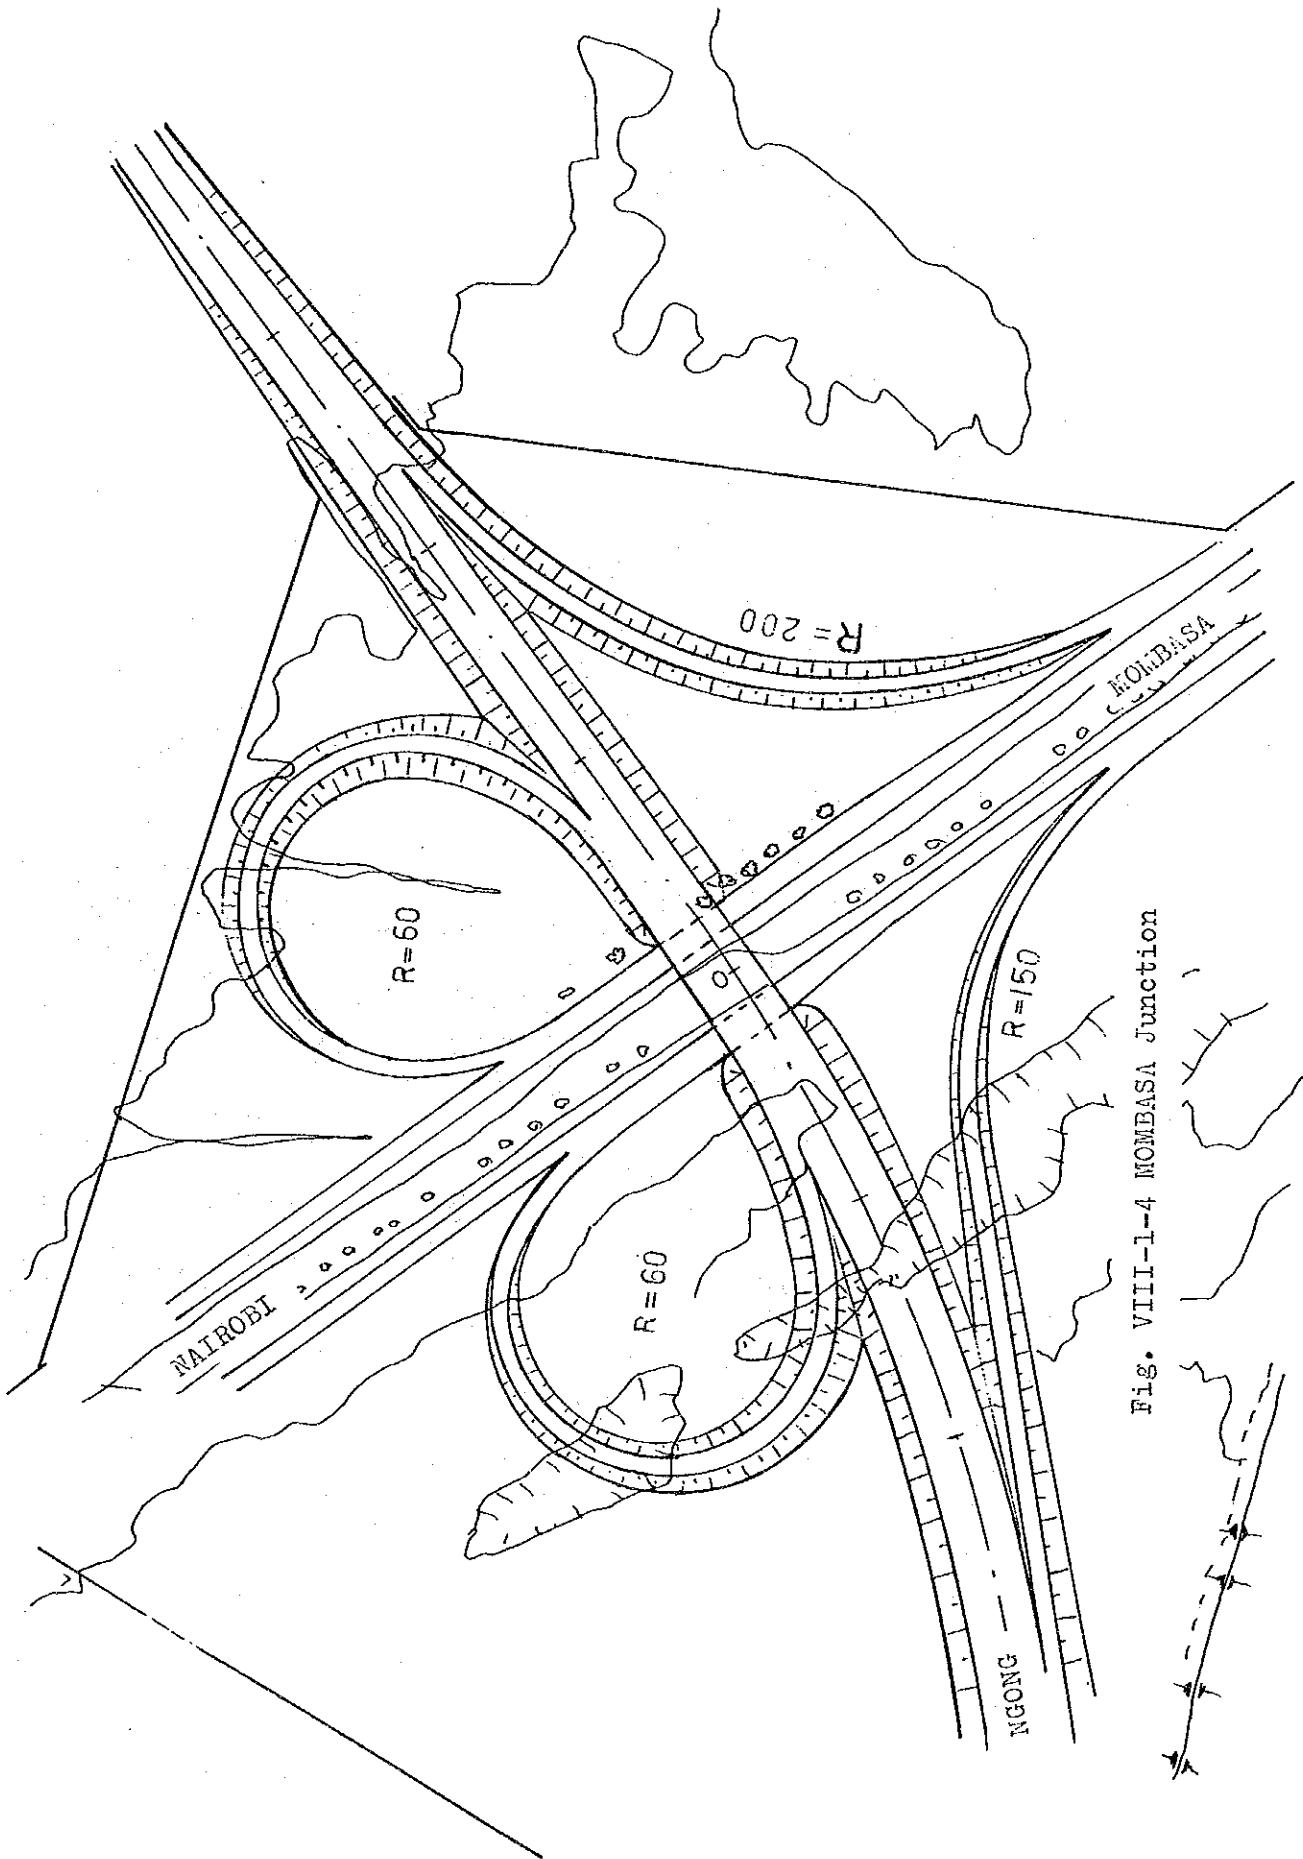 R=200
MOMBASA
R=60
R=150
NAIROBI
R=60
NGONG
Fig. VIII-1-4 MOMBASA Junction